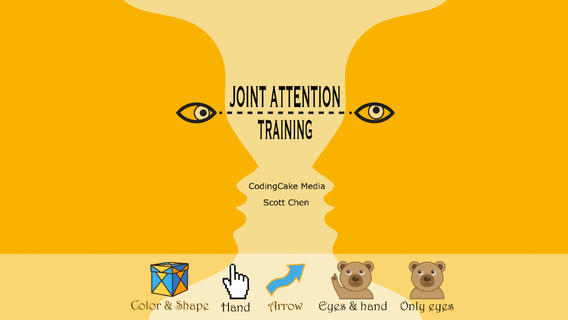 JOINT ATTENTION
TRAINING
CodingCake Media
Scott Chen
Color & Shape
Hand
Arrow
Eyes & hand
Only eyes